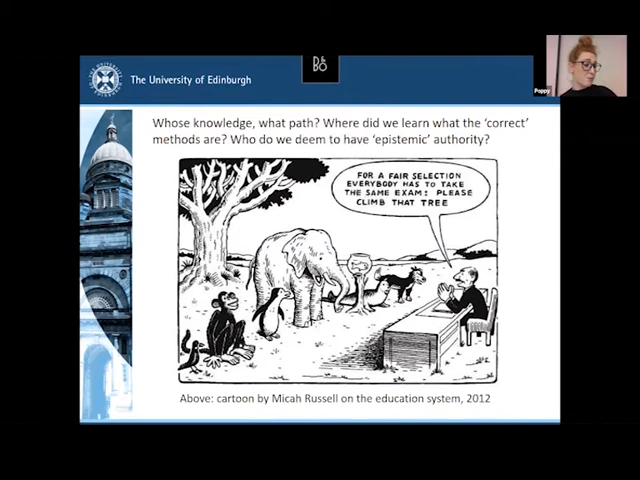 D&
BO
The University of Edinburgh
Poppy
Whose knowledge, what path? Where did we learn what the ‘correct’
methods are? Who do we deem to have ‘epistemic’ authority?
FOR A FAIR SELECTION
EVERYBODY HAS TO TAKE
THE SAME EXAM: PLEASE
CLIMB THAT TREE
Above: cartoon by Micah Russell on the education system, 2012